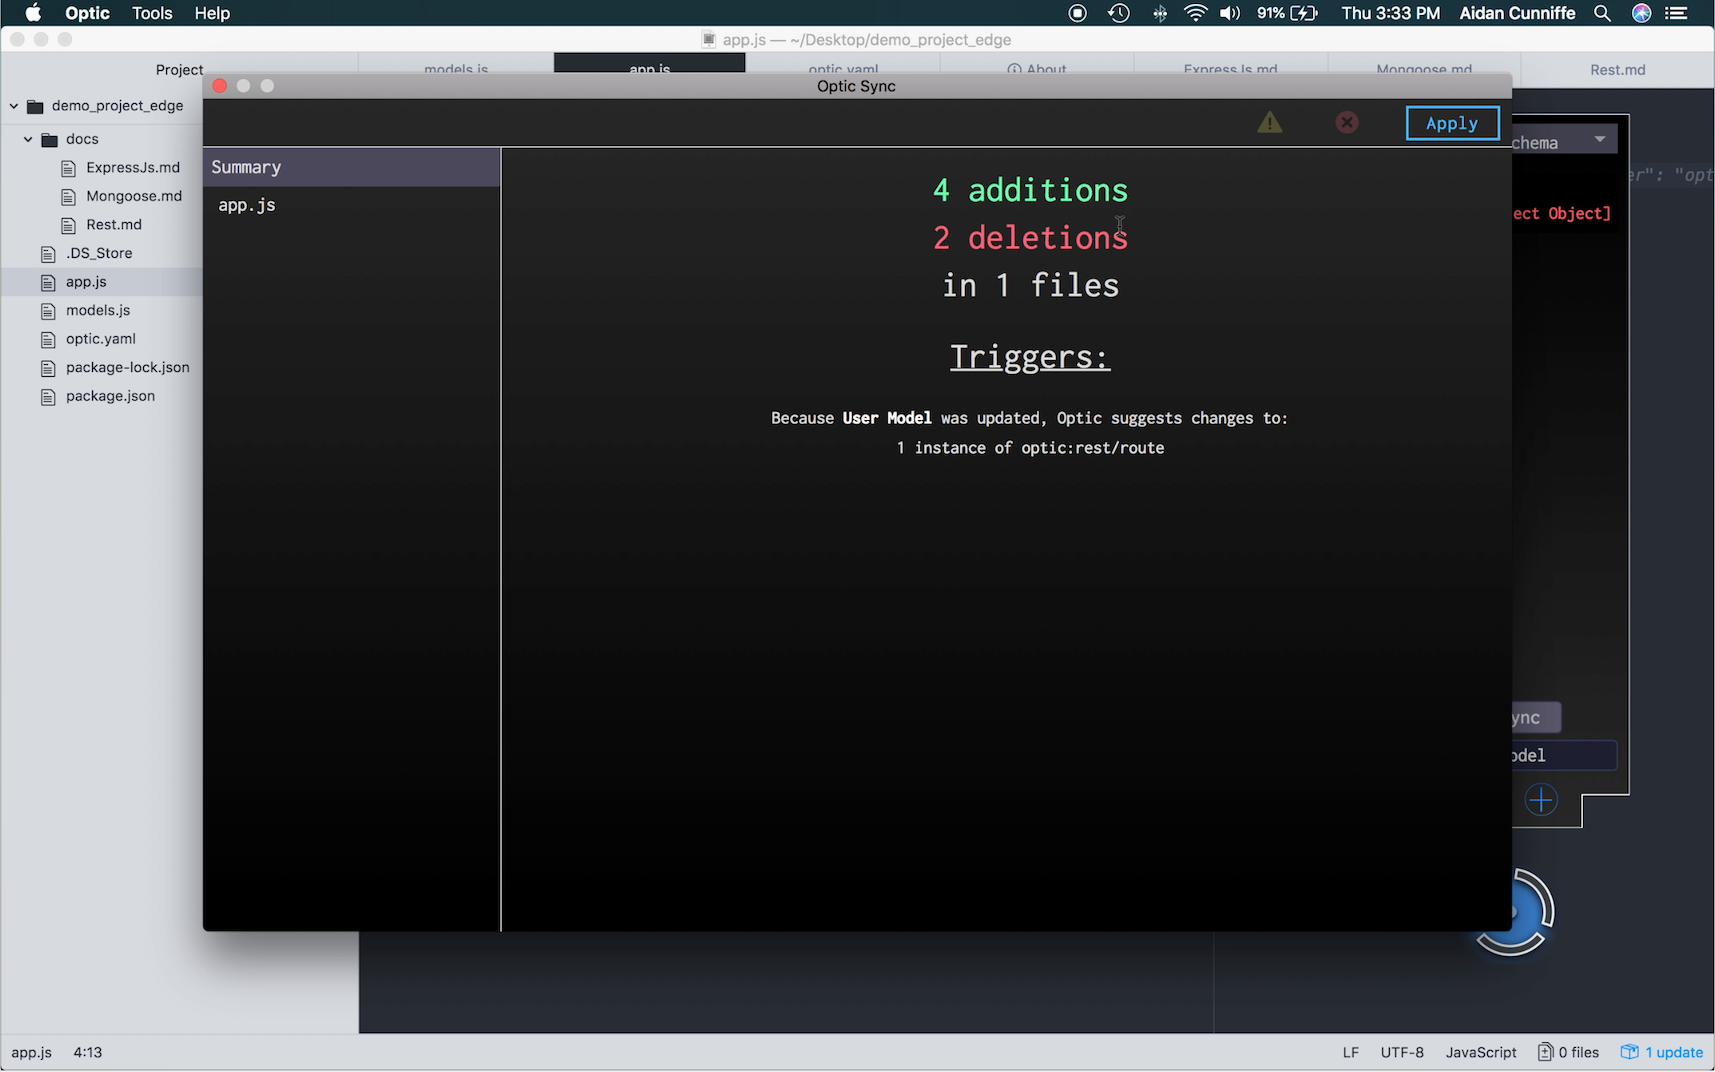 Optic Tools Help 91% Thu 3:33 PM Aidan Cunniffe
app.js — ~/Desktop/demo_project_edge
Project models.js app.js optic.yaml About ExpressJs.md Mongoose.md Rest.md
Optic Sync
demo_project_edge
Apply
chema
docs
Summary
ExpressJs.md
er": "opt
Mongoose.md
4 additions
app.js
ect Object]
Rest.md
2 deletions
.DS_Store
app.js
in 1 files
models.js
optic.yaml
Triggers:
package-lock.json
package.json
Because User Model was updated, Optic suggests changes to:
1 instance of optic:rest/route
ync
odel
app.js 4:13 LF UTF-8 JavaScript 0 files 1 update